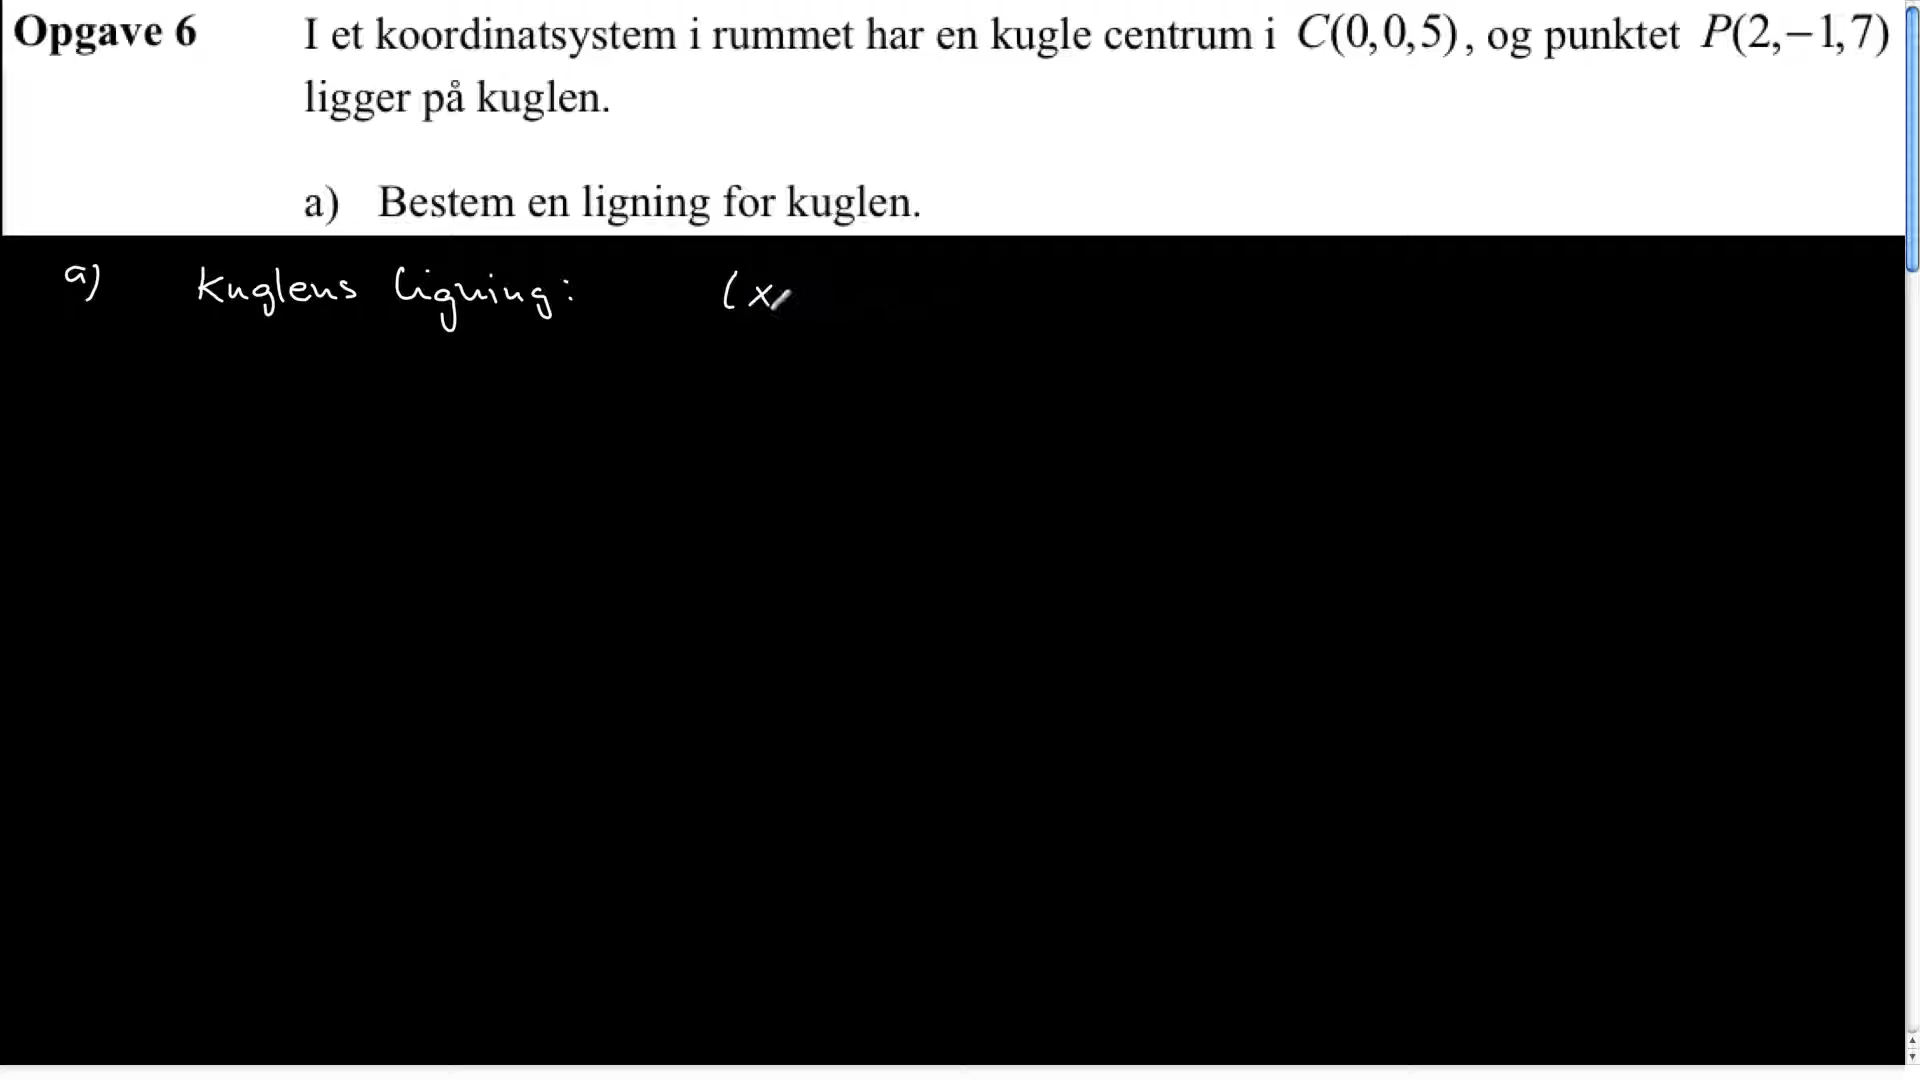 Opgave 6 I et koordinatsystem i rummet har en kugle centrum i C(0,0,5), og punktet P(2,−1,7)
ligger på kuglen.
a) Bestem en ligning for kuglen.
a) Kuglens ligning: (x